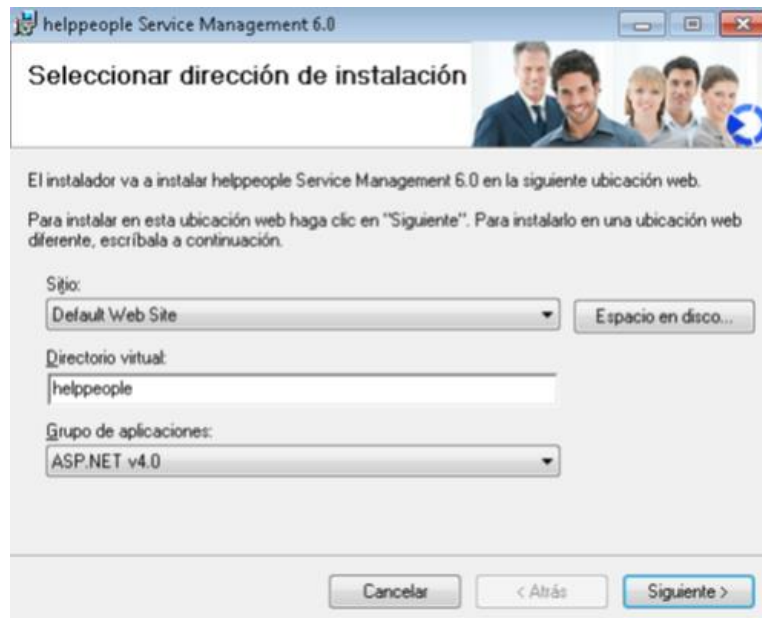 helppeople Service Management 6.0
Seleccionar dirección de instalación
El instalador va a instalar helppeople Service Management 6.0 en la siguiente ubicación web.
Para instalar en esta ubicación web haga clic en "Siguiente". Para instalarlo en una ubicación web
diferente, escríbala a continuación.
Sitio:
Default Web Site
Espacio en disco...
Directorio virtual:
helppeople
Grupo de aplicaciones:
ASP.NET v4.0
Cancelar
< Atrás
Siguiente >